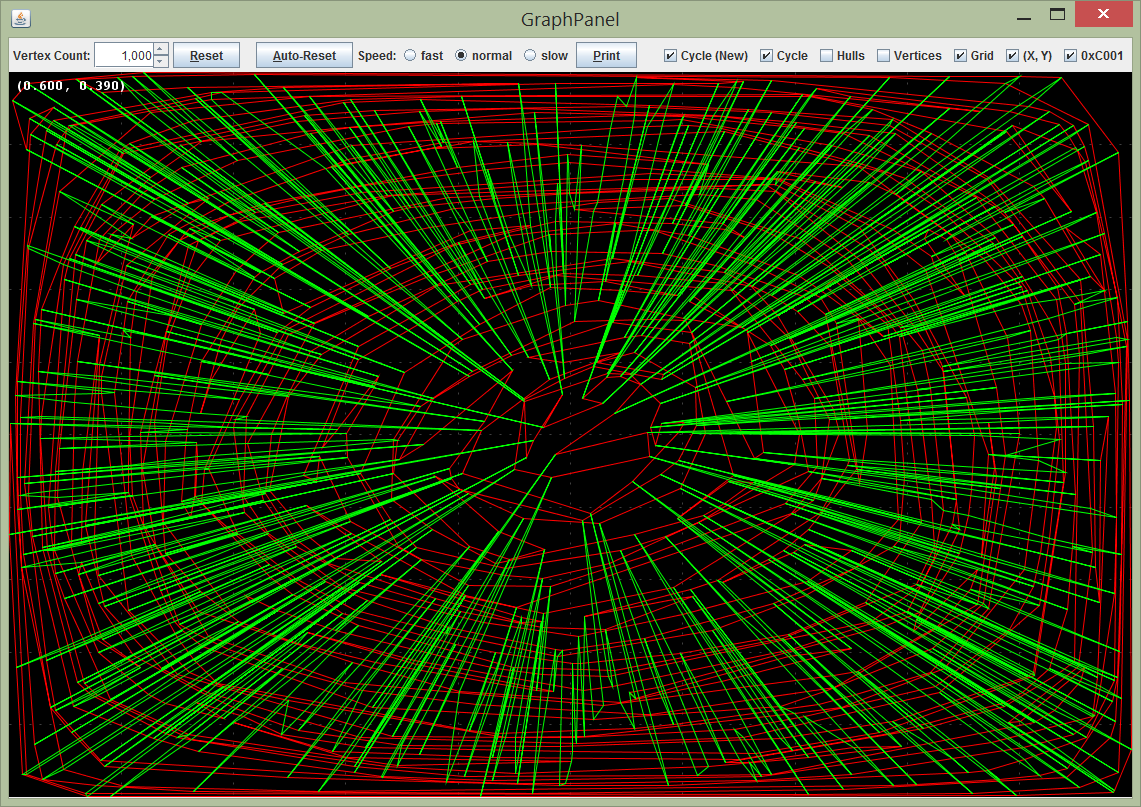 GraphPanel
Vertex Count: 1,000 Reset Auto-Reset Speed: fast normal slow Print Cycle (New) Cycle Hulls Vertices Grid (X, Y) 0xC001
(0.600, 0.390)